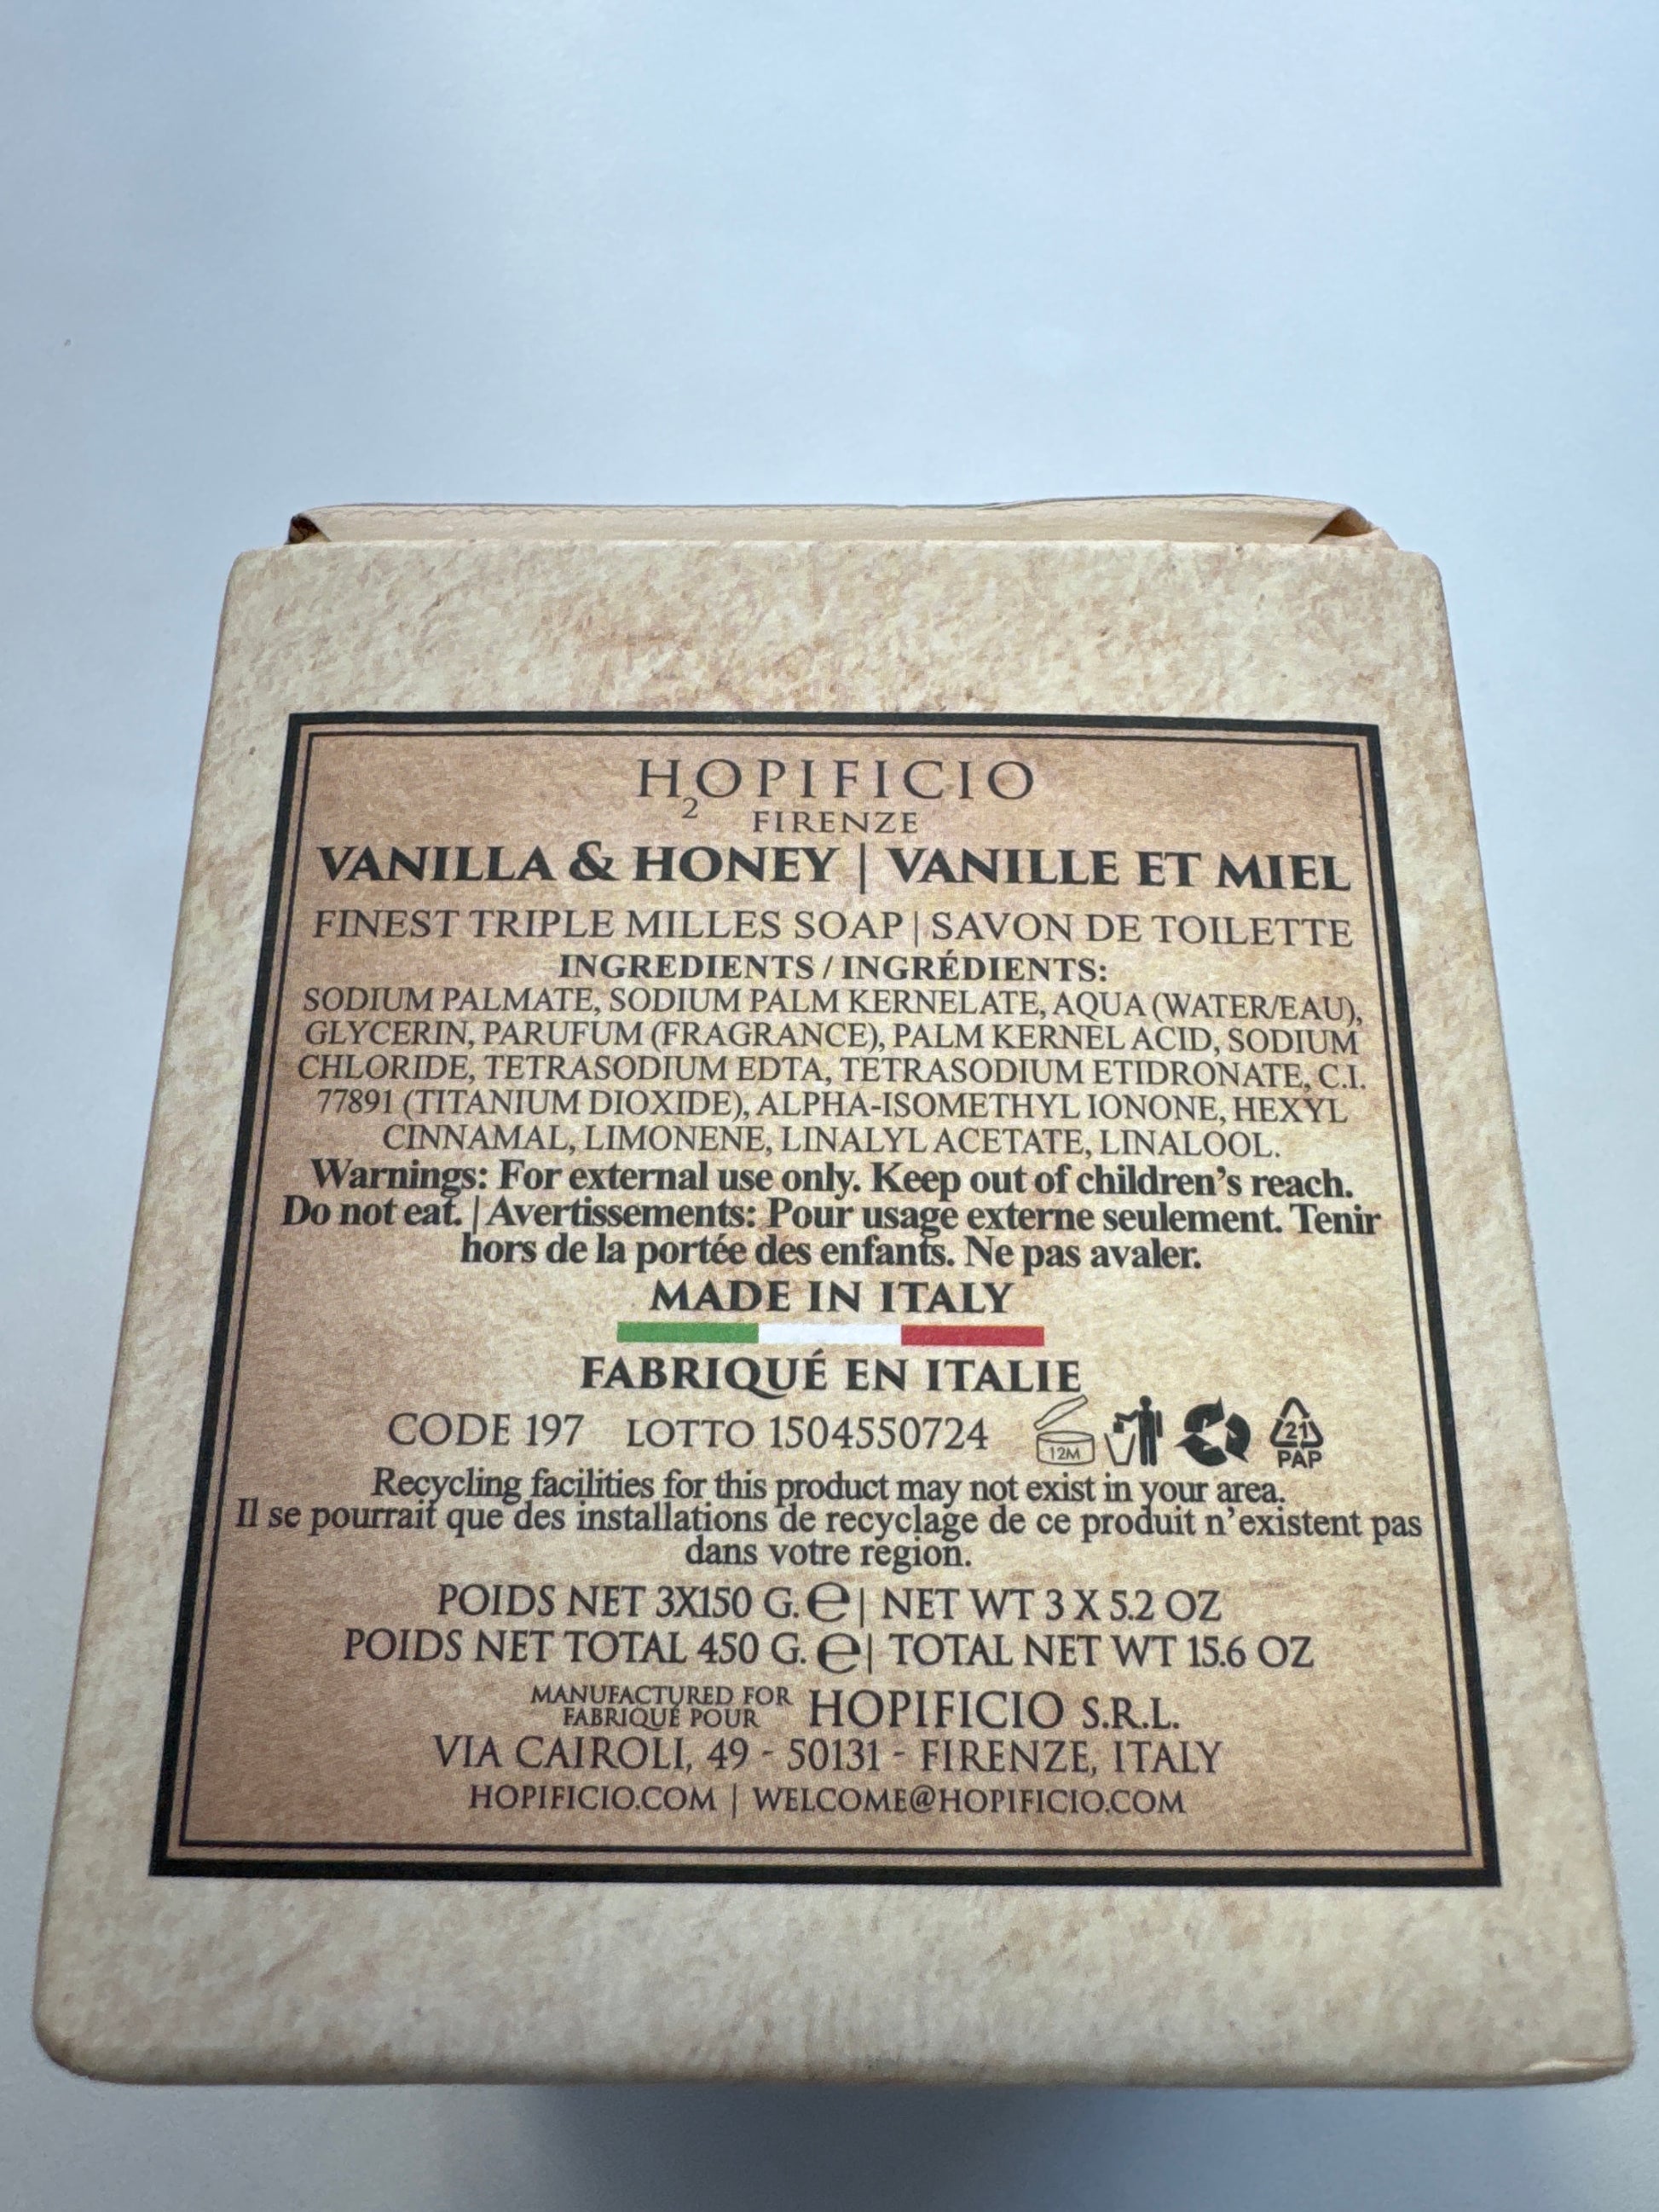 H2OPIFICIO
FIRENZE
VANILLA & HONEY | VANILLE ET MIEL
FINEST TRIPLE MILLES SOAP | SAVON DE TOILETTE
INGREDIENTS / INGRÉDIENTS:
SODIUM PALMATE, SODIUM PALM KERNELATE, AQUA (WATER/EAU),
GLYCERIN, PARUFUM (FRAGRANCE), PALM KERNEL ACID, SODIUM
CHLORIDE, TETRASODIUM EDTA, TETRASODIUM ETIDRONATE, C.I.
77891 (TITANIUM DIOXIDE), ALPHA-ISOMETHYL IONONE, HEXYL
CINNAMAL, LIMONENE, LINALYL ACETATE, LINALOOL.
Warnings: For external use only. Keep out of children's reach.
Do not eat. | Avertissements: Pour usage externe seulement. Tenir
hors de la portée des enfants. Ne pas avaler.
MADE IN ITALY
FABRIQUÉ EN ITALIE
CODE 197 LOTTO 1504550724 12M 21 PAP
Recycling facilities for this product may not exist in your area.
Il se pourrait que des installations de recyclage de ce produit n'existent pas
dans votre region.
POIDS NET 3X150 G. e | NET WT 3 X 5.2 OZ
POIDS NET TOTAL 450 G. e | TOTAL NET WT 15.6 OZ
MANUFACTURED FOR
FABRIQUÉ POUR HOPIFICIO S.R.L.
VIA CAIROLI, 49 - 50131 - FIRENZE, ITALY
HOPIFICIO.COM | WELCOME@HOPIFICIO.COM